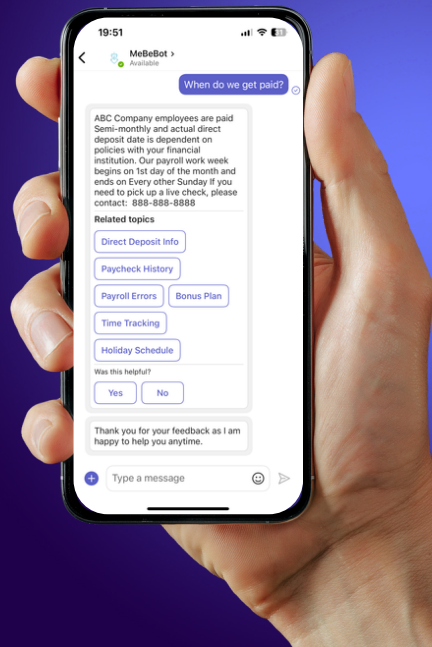 19:51
31
MeBeBot >
Available
When do we get paid?
ABC Company employees are paid
Semi-monthly and actual direct
deposit date is dependent on
policies with your financial
institution. Our payroll work week
begins on 1st day of the month and
ends on Every other Sunday If you
need to pick up a live check, please
contact: 888-888-8888
Related topics
Direct Deposit Info
Paycheck History
Payroll Errors Bonus Plan
Time Tracking
Holiday Schedule
Was this helpful?
Yes No
Thank you for your feedback as I am
happy to help you anytime.
Type a message